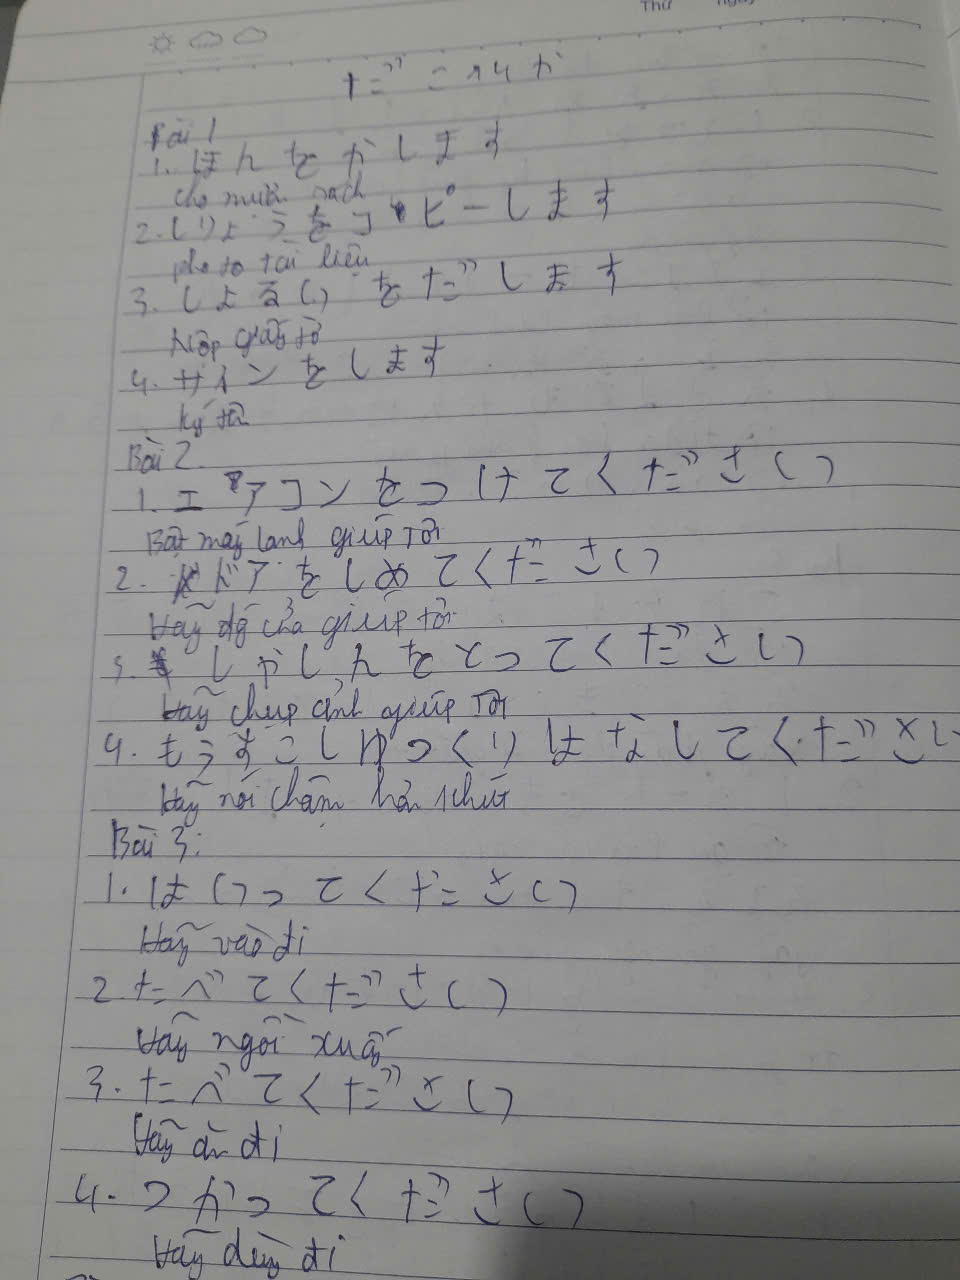 Thứ ngày
Bài 1
1. ほんをかします
cho mượn sách
2. しりょうをコピーします
photo tài liệu
3. しょるいをだします
Nộp giấy tờ
4. サインをします
ký tên
Bài 2.
1. エアコンをつけてください
Bật máy lạnh giúp tôi
2. ドアをしめてください
Hãy đó cửa giúp tôi
3. しゃしんをとってください
Hãy chụp ảnh giúp tôi
4. もうすこしゆっくりはなしてください
Hãy nói chậm hơn 1 chút
Bài 3:
1. はいってください
Hãy vào đi
2. たべてください
Hãy ngồi xuấ
3. たべてください
Hãy ăn đi
4. つかってください
Hãy dùng đi